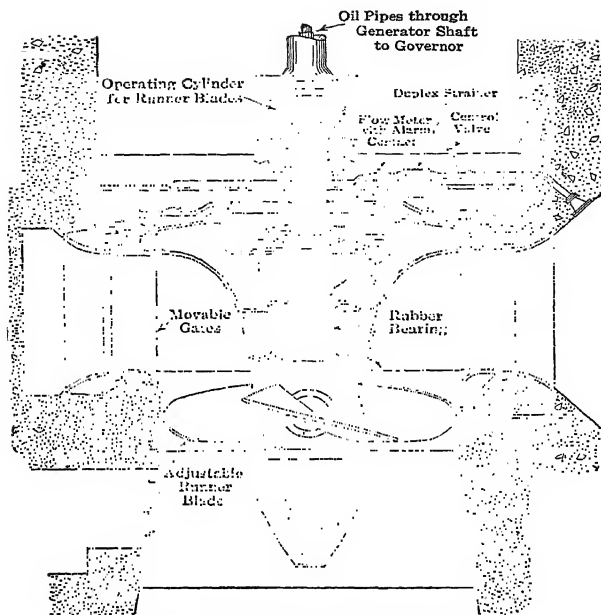 Oil Pipes through
Generator Shaft
to Governor
Operating Cylinder
for Runner Blades
Duplex Strainer
Flow Meter
with Alarm
Contact
Control
Valve
Movable
Gates
Rubber
Bearing
Adjustable
Runner
Blade